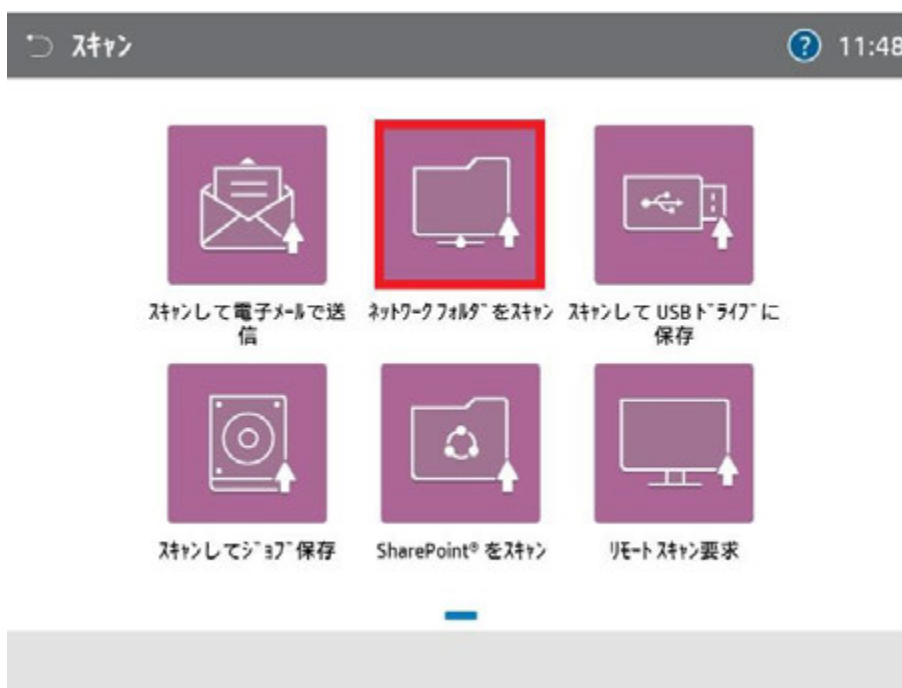 スキャン
? 11:48
スキャンして電子メールで送
信
ネットワーク フォルダをスキャン
スキャンして USB ドライブに
保存
スキャンしてジョブ保存
SharePoint® をスキャン
リモート スキャン要求